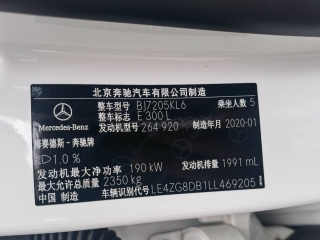 北京奔驰汽车有限公司制造
整车型号 BJ7205KL6 乘坐人数 5
整车标志 E 300 L
Mercedes-Benz
发动机型号 264 920 制造年月 2020-01
梅赛德斯-奔驰牌
1.0 %
发动机最大净功率 190 kW 发动机排量 1991 mL
最大允许总质量 2350 kg
中国 制造 车辆识别代号 LE4ZG8DB1LL469205